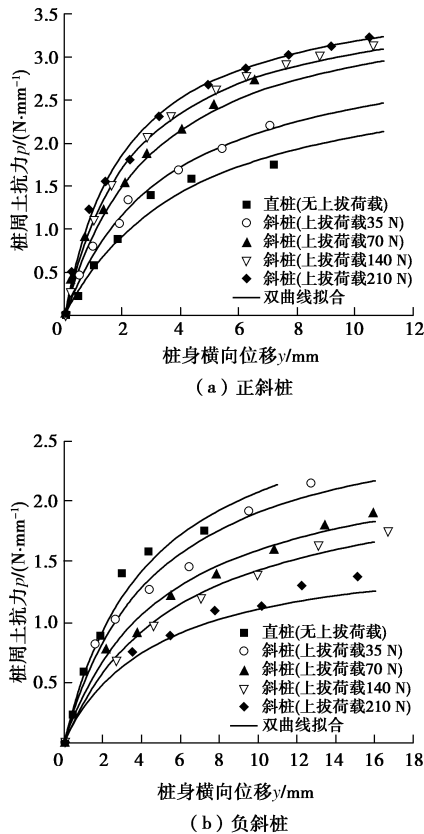 桩周土抗力p/(N·mm⁻¹)
3.5
3.0
2.5
2.0
1.5
1.0
0.5
直桩(无上拔荷载)
斜桩(上拔荷载35 N)
斜桩(上拔荷载70 N)
斜桩(上拔荷载140 N)
斜桩(上拔荷载210 N)
双曲线拟合
0 2 4 6 8 10 12
桩身横向位移y/mm
(a)正斜桩
桩周土抗力p/(N·mm⁻¹)
2.5
2.0
1.5
1.0
0.5
直桩(无上拔荷载)
斜桩(上拔荷载35 N)
斜桩(上拔荷载70 N)
斜桩(上拔荷载140 N)
斜桩(上拔荷载210 N)
双曲线拟合
0 2 4 6 8 10 12 14 16 18
桩身横向位移y/mm
(b)负斜桩